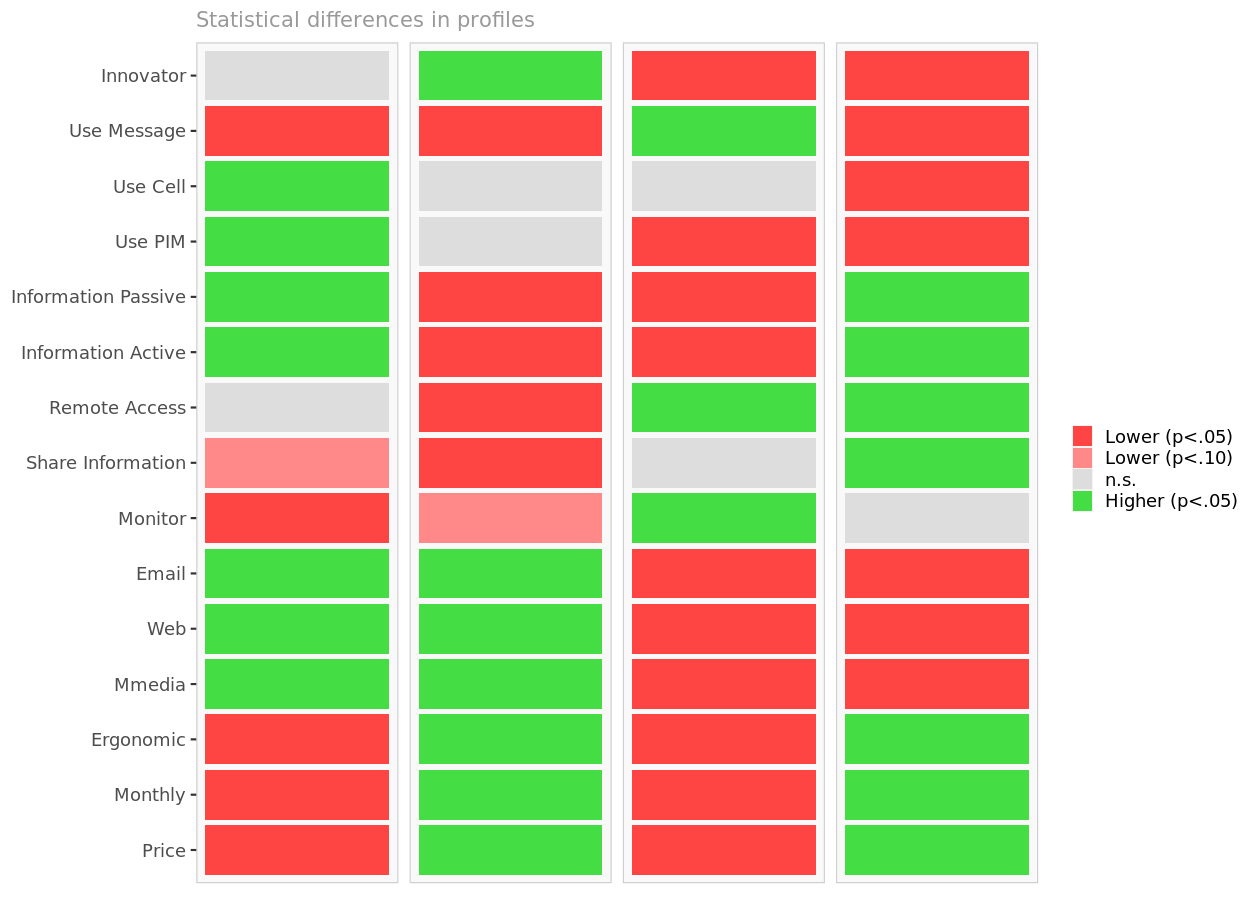 Statistical differences in profiles
Innovator
Use Message
Use Cell
Use PIM
Information Passive
Information Active
Remote Access
Share Information
Monitor
Email
Web
Mmedia
Ergonomic
Monthly
Price
Lower (p<.05)
Lower (p<.10)
n.s.
Higher (p<.05)